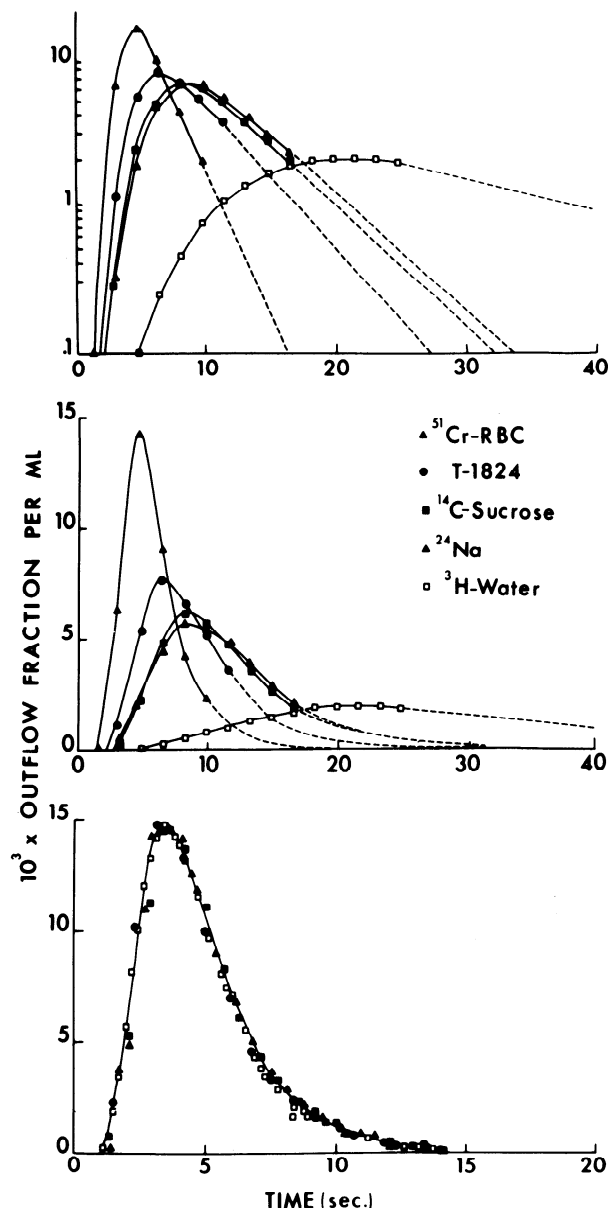 10
1
.1
0 10 20 30 40
10³ x OUTFLOW FRACTION PER ML
15
10
5
0
⁵¹Cr-RBC
T-1824
¹⁴C-Sucrose
²⁴Na
³H-Water
0 10 20 30 40
15
10
5
0
0 5 10 15 20
TIME (sec.)